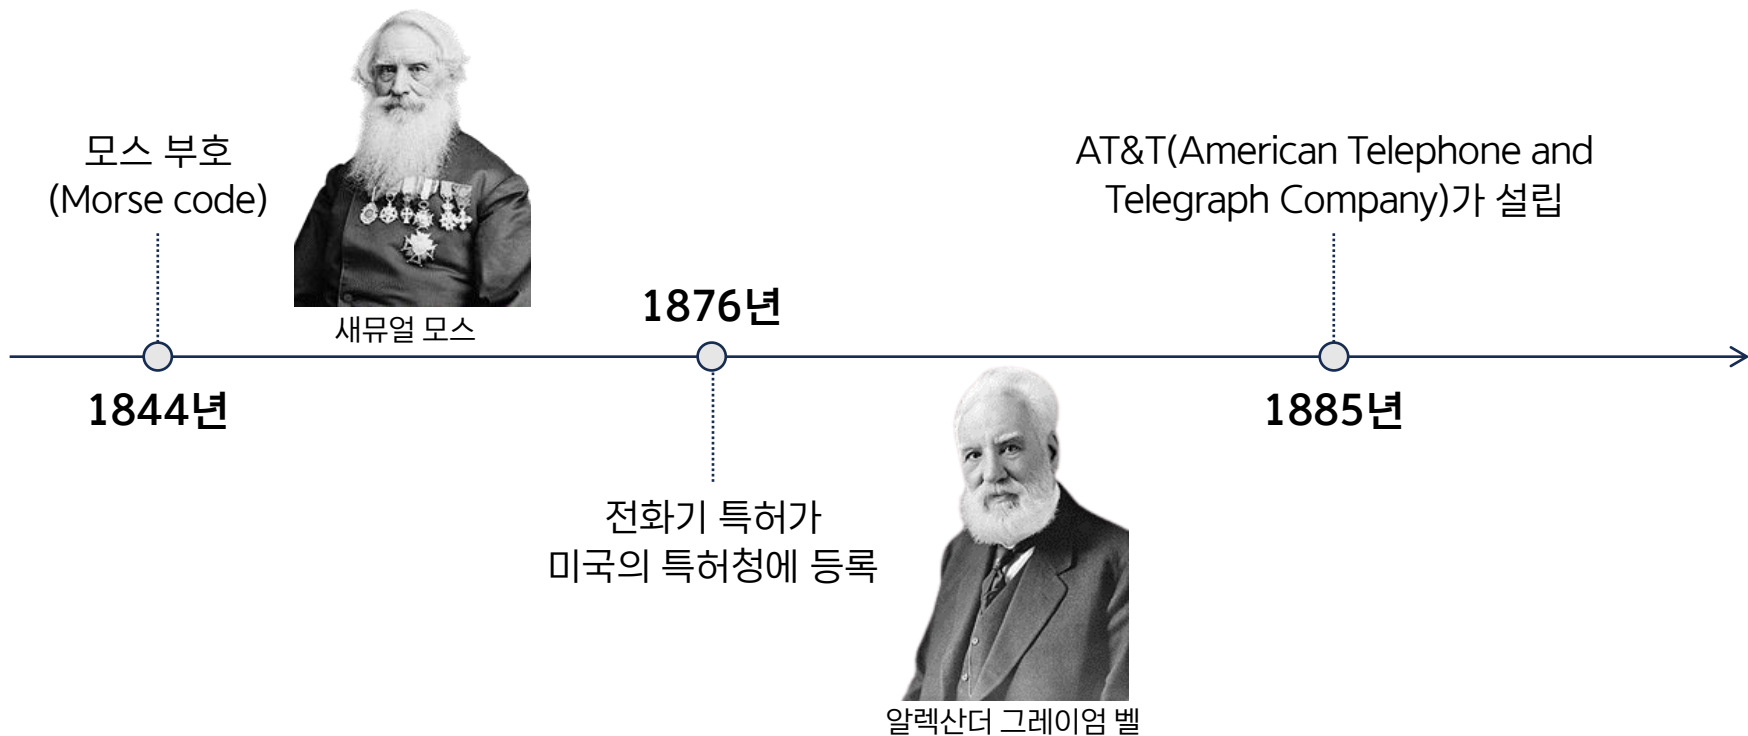 모스 부호
(Morse code)
새뮤얼 모스
1844년
1876년
전화기 특허가
미국의 특허청에 등록
알렉산더 그레이엄 벨
AT&T(American Telephone and
Telegraph Company)가 설립
1885년